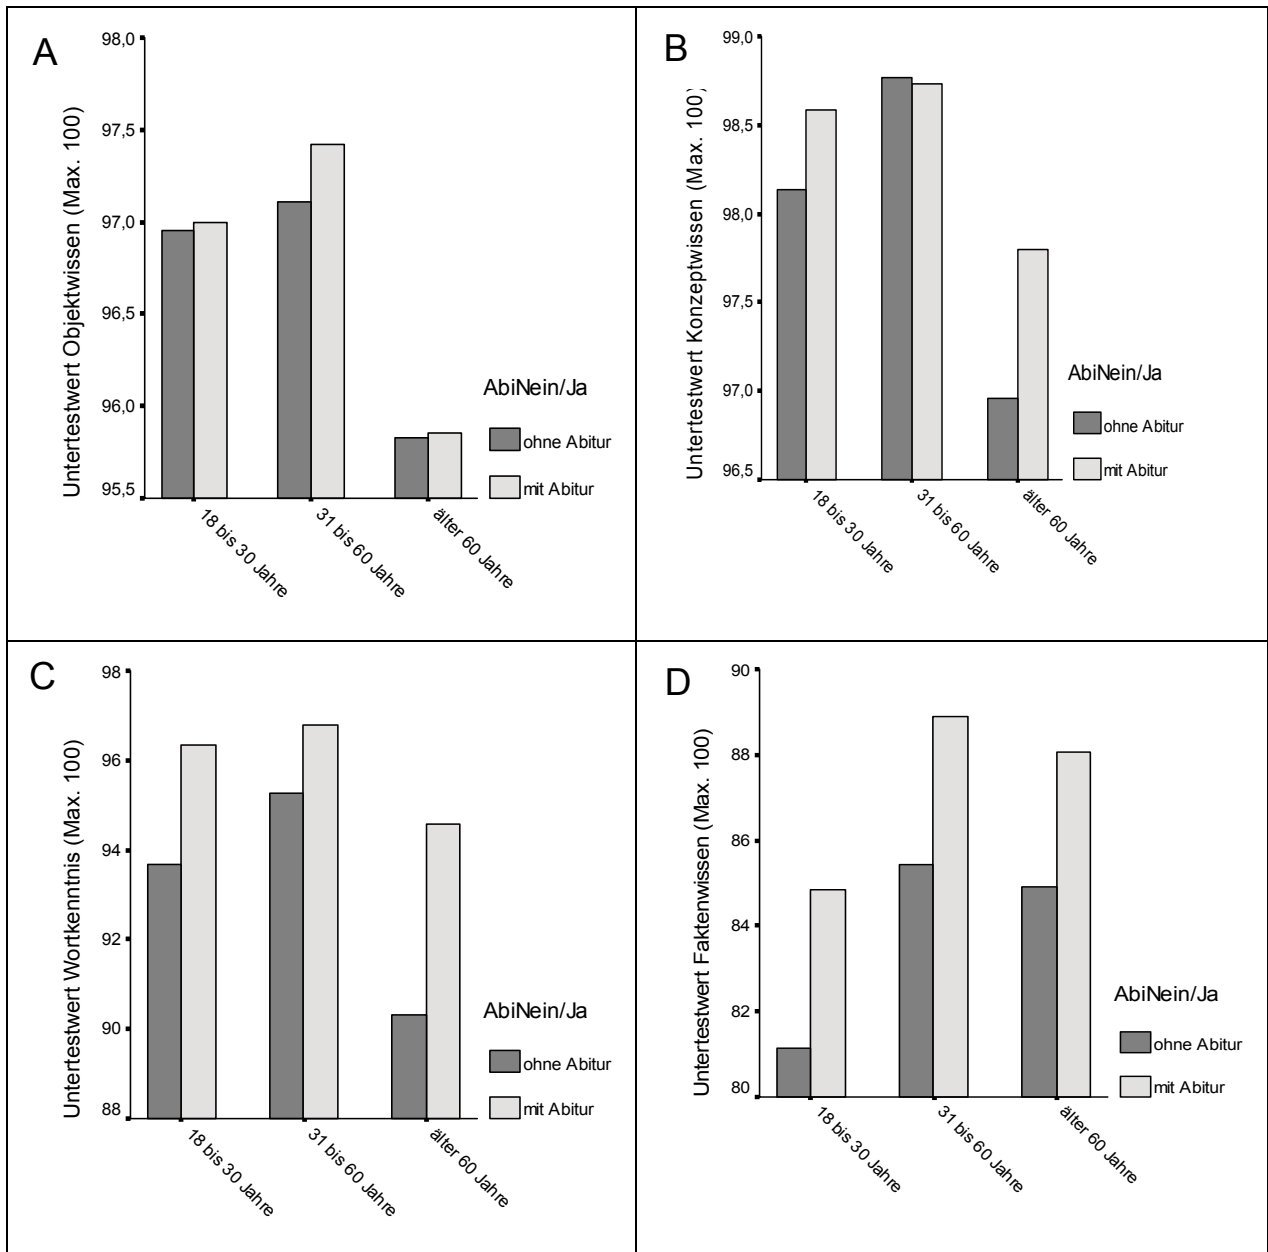 A
Untertestwert Objektwissen (Max. 100)
98,0
97,5
97,0
96,5
96,0
95,5
18 bis 30 Jahre
31 bis 60 Jahre
älter 60 Jahre
AbiNein/Ja
ohne Abitur
mit Abitur
B
Untertestwert Konzeptwissen (Max. 100)
99,0
98,5
98,0
97,5
97,0
96,5
18 bis 30 Jahre
31 bis 60 Jahre
älter 60 Jahre
AbiNein/Ja
ohne Abitur
mit Abitur
C
Untertestwert Wortkenntnis (Max. 100)
98
96
94
92
90
88
18 bis 30 Jahre
31 bis 60 Jahre
älter 60 Jahre
AbiNein/Ja
ohne Abitur
mit Abitur
D
Untertestwert Faktenwissen (Max. 100)
90
88
86
84
82
80
18 bis 30 Jahre
31 bis 60 Jahre
älter 60 Jahre
AbiNein/Ja
ohne Abitur
mit Abitur